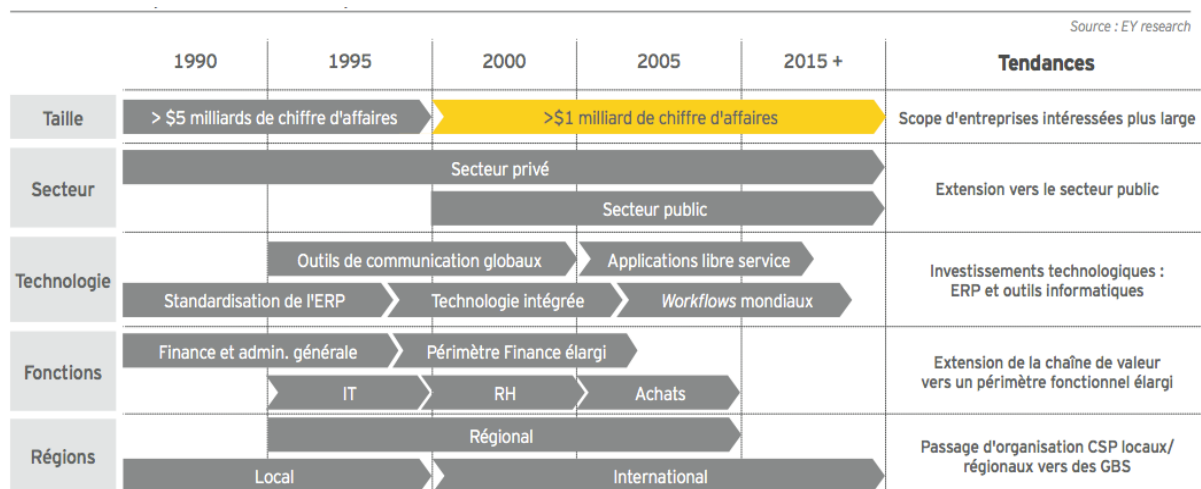 Source : EY research
1990 1995 2000 2005 2015 + Tendances
Taille
> $5 milliards de chiffre d'affaires
>$1 milliard de chiffre d'affaires
Scope d'entreprises intéressées plus large
Secteur
Secteur privé
Secteur public
Extension vers le secteur public
Technologie
Outils de communication globaux
Applications libre service
Standardisation de l'ERP
Technologie intégrée
Workflows mondiaux
Investissements technologiques :
ERP et outils informatiques
Fonctions
Finance et admin. générale
Périmètre Finance élargi
IT
RH
Achats
Extension de la chaîne de valeur
vers un périmètre fonctionnel élargi
Régions
Régional
Local
International
Passage d'organisation CSP locaux/
régionaux vers des GBS